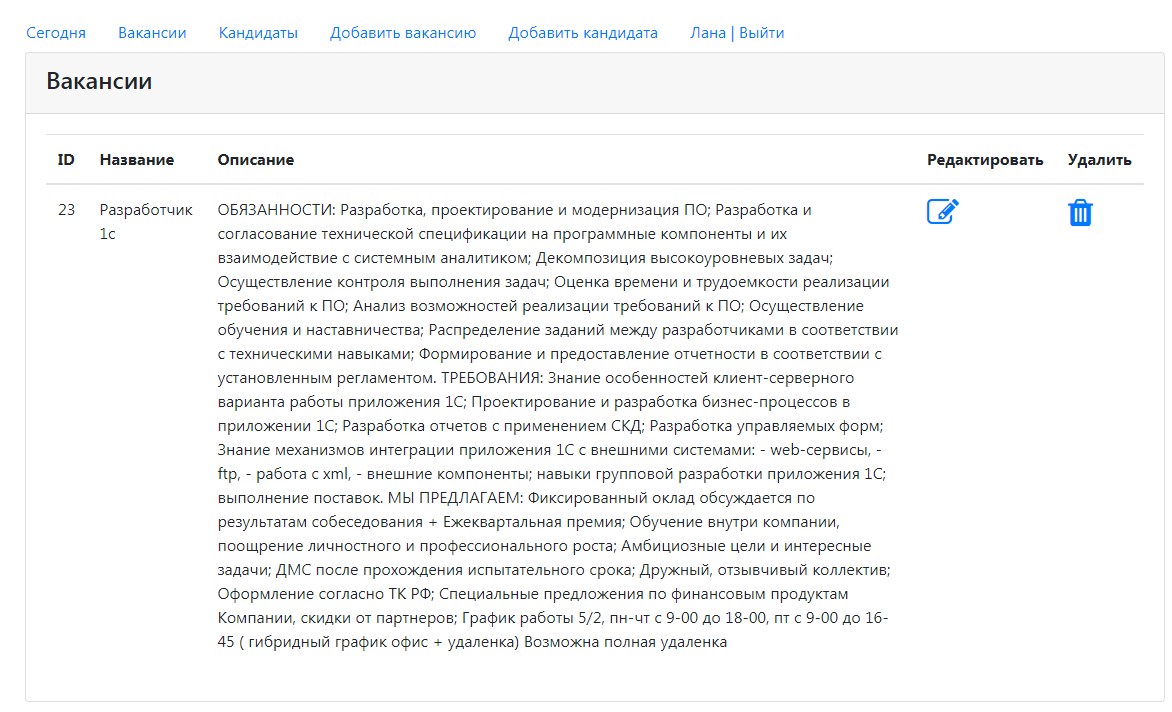 Сегодня Вакансии Кандидаты Добавить вакансию Добавить кандидата Лана | Выйти
Вакансии
ID Название Описание Редактировать Удалить
23 Разработчик 1с
ОБЯЗАННОСТИ: Разработка, проектирование и модернизация ПО; Разработка и
согласование технической спецификации на программные компоненты и их
взаимодействие с системным аналитиком; Декомпозиция высокоуровневых задач;
Осуществление контроля выполнения задач; Оценка времени и трудоемкости реализации
требований к ПО; Анализ возможностей реализации требований к ПО; Осуществление
обучения и наставничества; Распределение заданий между разработчиками в соответствии
с техническими навыками; Формирование и предоставление отчетности в соответствии с
установленным регламентом. ТРЕБОВАНИЯ: Знание особенностей клиент-серверного
варианта работы приложения 1С; Проектирование и разработка бизнес-процессов в
приложении 1С; Разработка отчетов с применением СКД; Разработка управляемых форм;
Знание механизмов интеграции приложения 1С с внешними системами: - web-сервисы, -
ftp, - работа с xml, - внешние компоненты; навыки групповой разработки приложения 1С;
выполнение поставок. МЫ ПРЕДЛАГАЕМ: Фиксированный оклад обсуждается по
результатам собеседования + Ежеквартальная премия; Обучение внутри компании,
поощрение личностного и профессионального роста; Амбициозные цели и интересные
задачи; ДМС после прохождения испытательного срока; Дружный, отзывчивый коллектив;
Оформление согласно ТК РФ; Специальные предложения по финансовым продуктам
Компании, скидки от партнеров; График работы 5/2, пн-чт с 9-00 до 18-00, пт с 9-00 до 16-
45 ( гибридный график офис + удаленка) Возможна полная удаленка